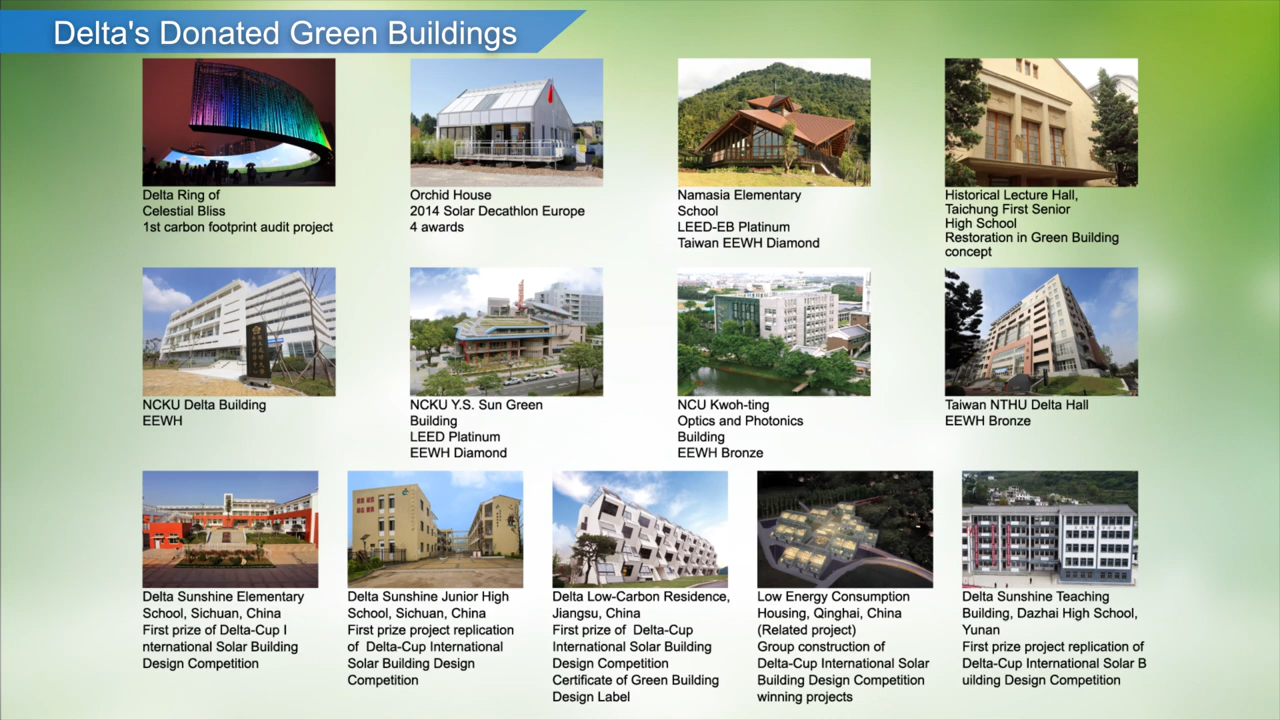 Delta's Donated Green Buildings
Delta Ring of
Celestial Bliss
1st carbon footprint audit project
Orchid House
2014 Solar Decathlon Europe
4 awards
Namasia Elementary
School
LEED-EB Platinum
Taiwan EEWH Diamond
Historical Lecture Hall,
Taichung First Senior
High School
Restoration in Green Building
concept
NCKU Delta Building
EEWH
NCKU Y.S. Sun Green
Building
LEED Platinum
EEWH Diamond
NCU Kwoh-ting
Optics and Photonics
Building
EEWH Bronze
Taiwan NTHU Delta Hall
EEWH Bronze
Delta Sunshine Elementary
School, Sichuan, China
First prize of Delta-Cup I
nternational Solar Building
Design Competition
Delta Sunshine Junior High
School, Sichuan, China
First prize project replication
of  Delta-Cup International
Solar Building Design
Competition
Delta Low-Carbon Residence,
Jiangsu, China
First prize of  Delta-Cup
International Solar Building
Design Competition
Certificate of Green Building
Design Label
Low Energy Consumption
Housing, Qinghai, China
(Related project)
Group construction of
Delta-Cup International Solar
Building Design Competition
winning projects
Delta Sunshine Teaching
Building, Dazhai High School,
Yunan
First prize project replication of
Delta-Cup International Solar B
uilding Design Competition